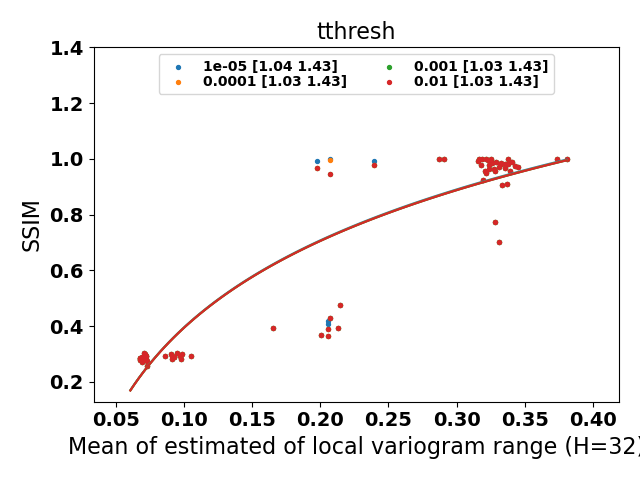 tthresh
1e-05 [1.04 1.43]
0.0001 [1.03 1.43]
0.001 [1.03 1.43]
0.01 [1.03 1.43]
SSIM
1.4
1.2
1.0
0.8
0.6
0.4
0.2
0.05 0.10 0.15 0.20 0.25 0.30 0.35 0.40
Mean of estimated of local variogram range (H=32)